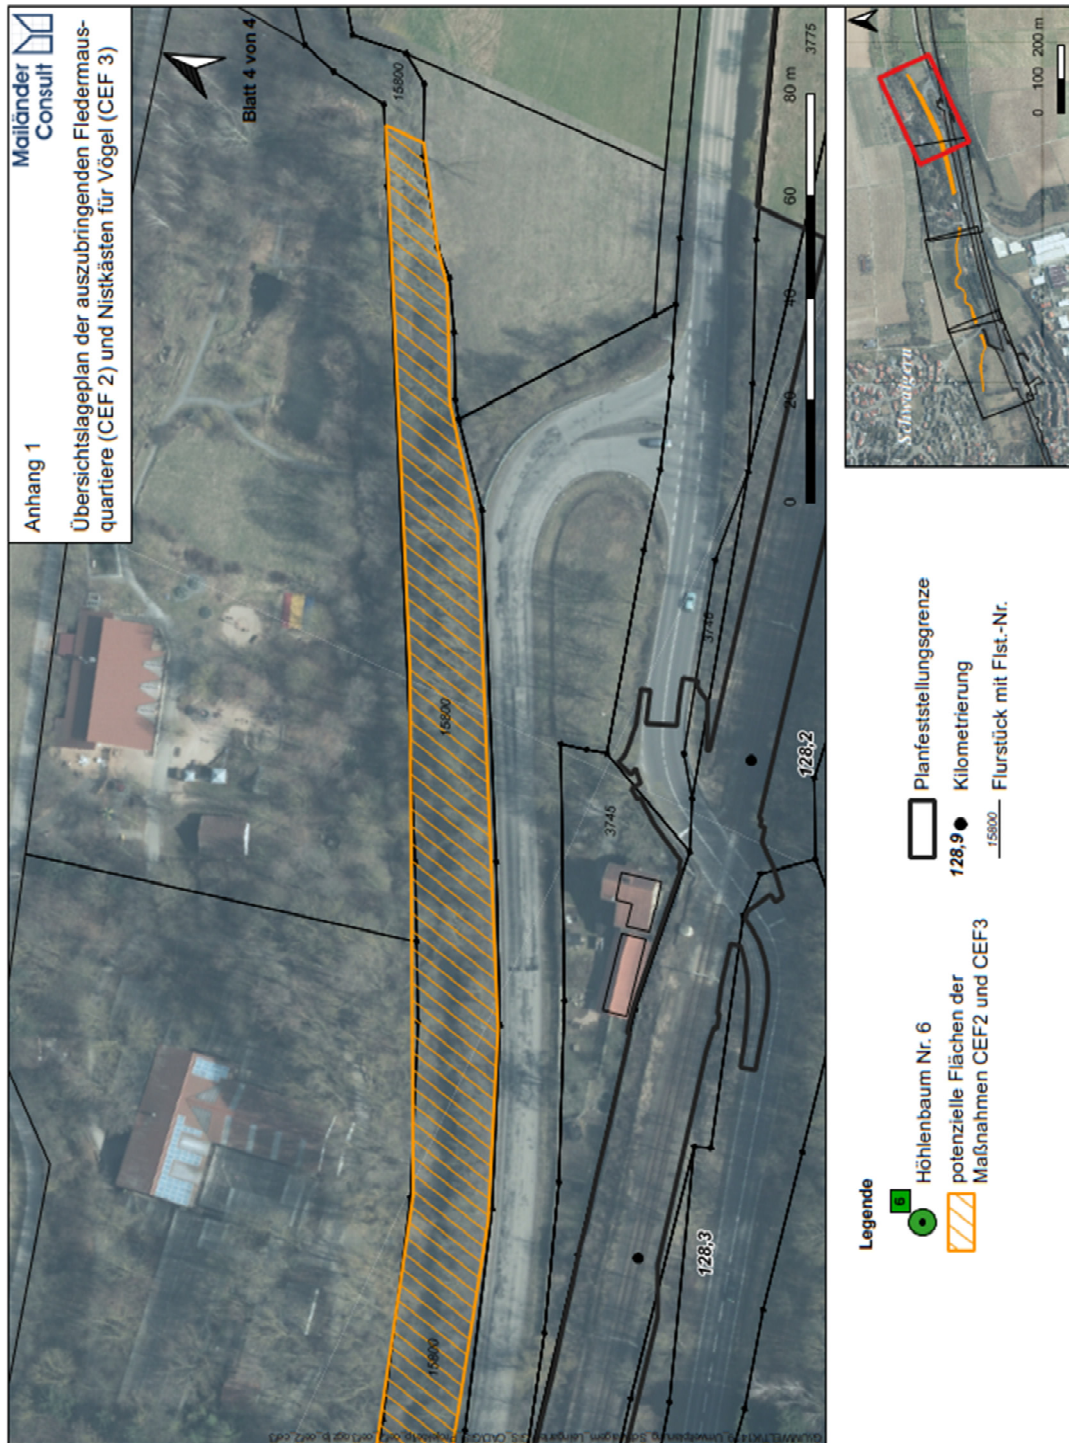 Anhang 1
Mailänder
Consult
Übersichtslageplan der auszubringenden Fledermaus-
quartiere (CEF 2) und Nistkästen für Vögel (CEF 3)
Blatt 4 von 4
15800
15800
15800
3745
3746
3775
128,3
128,2
0 20 40 60 80 m
Schwaigern
0 100 200 m
Legende
6
Höhlenbaum Nr. 6
potenzielle Flächen der
Maßnahmen CEF2 und CEF3
Planfeststellungsgrenze
128,9
Kilometrierung
15800
Flurstück mit Flst.-Nr.